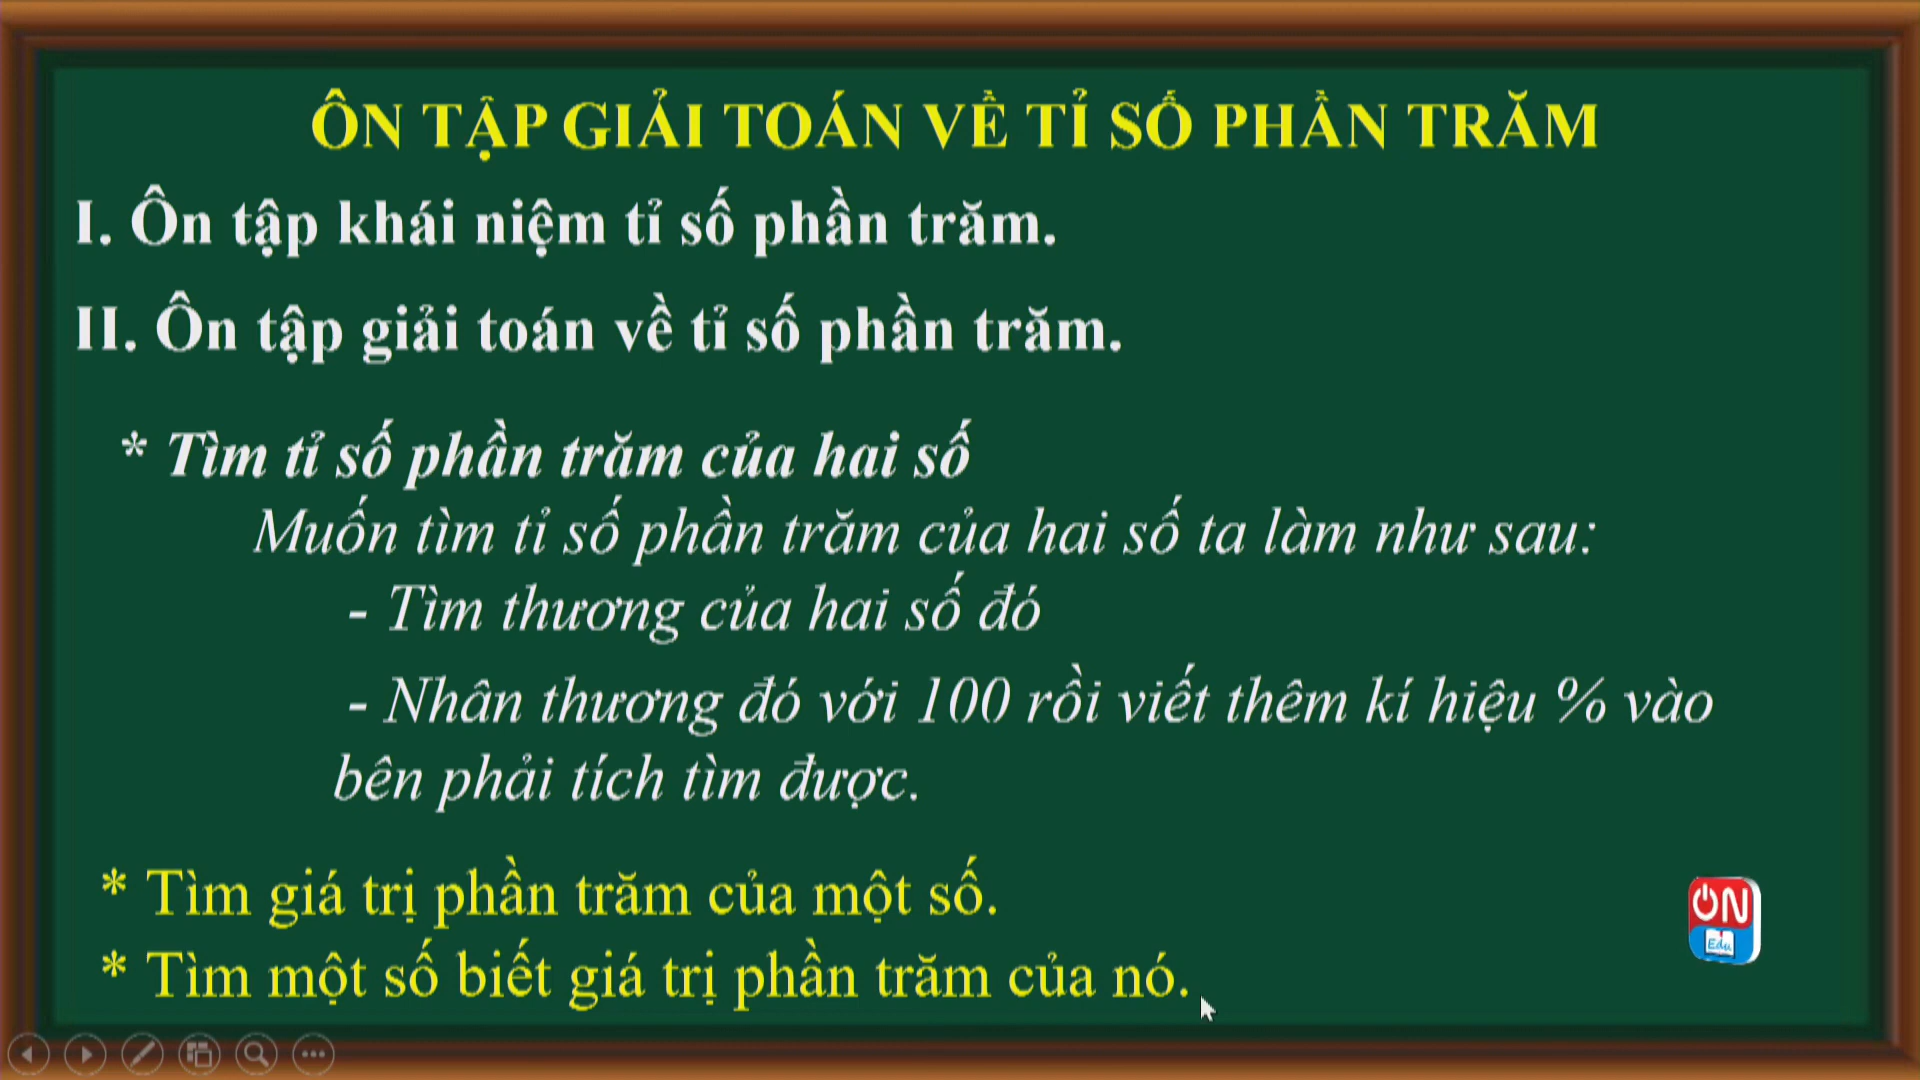 ÔN TẬP GIẢI TOÁN VỀ TỈ SỐ PHẦN TRĂM
I. Ôn tập khái niệm tỉ số phần trăm.
II. Ôn tập giải toán về tỉ số phần trăm.
* Tìm tỉ số phần trăm của hai số
Muốn tìm tỉ số phần trăm của hai số ta làm như sau:
- Tìm thương của hai số đó
- Nhân thương đó với 100 rồi viết thêm kí hiệu % vào
bên phải tích tìm được.
* Tìm giá trị phần trăm của một số.
ON
Edu
* Tìm một số biết giá trị phần trăm của nó.